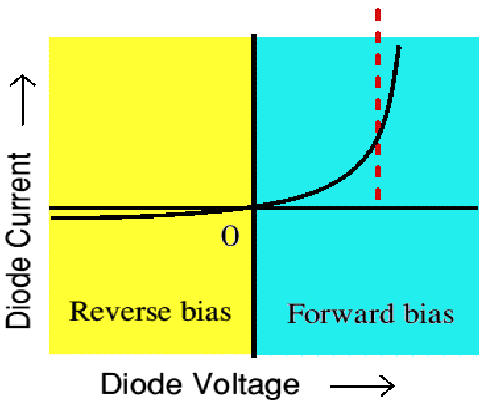 Diode Current
0
Reverse bias
Forward bias
Diode Voltage